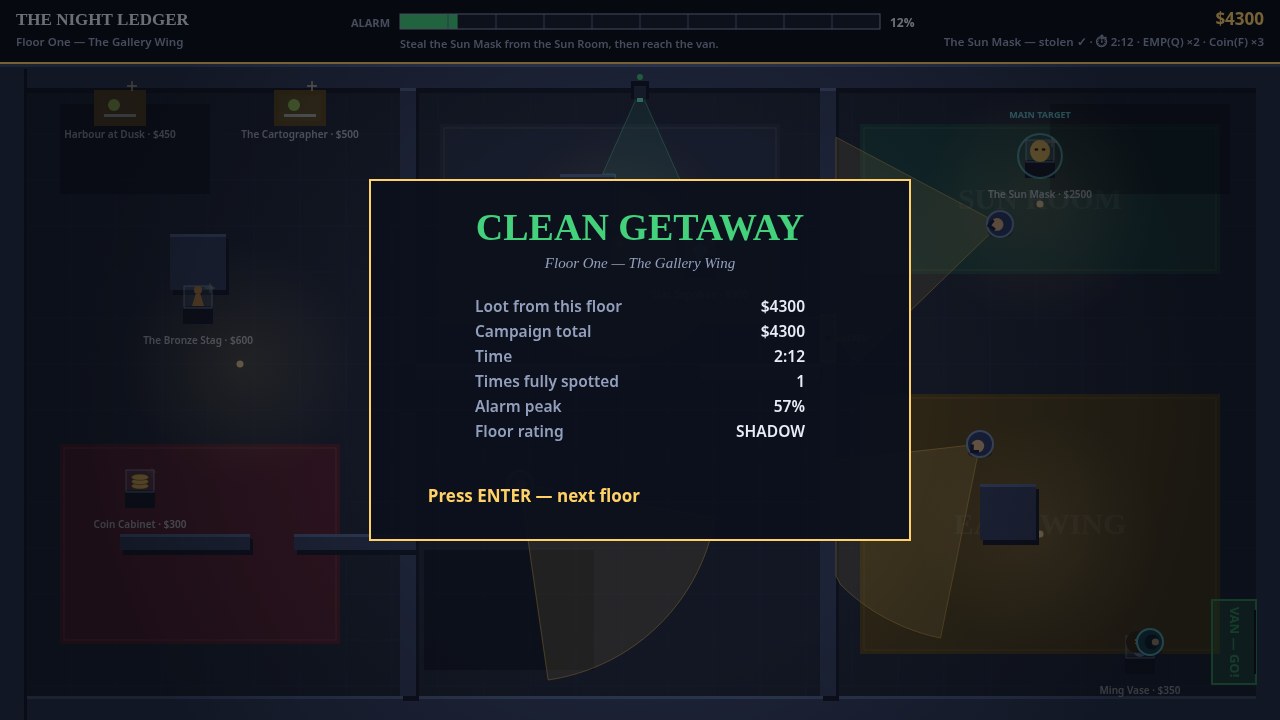 THE NIGHT LEDGER
Floor One — The Gallery Wing
ALARM
12%
Steal the Sun Mask from the Sun Room, then reach the van.
$4300
The Sun Mask — stolen ✓ · ⏱ 2:12 · EMP(Q) ×2 · Coin(F) ×3
Harbour at Dusk · $450
The Cartographer · $500
MAIN TARGET
The Sun Mask · $2500
The Bronze Stag · $600
Coin Cabinet · $300
CLEAN GETAWAY
Floor One — The Gallery Wing
Loot from this floor $4300
Campaign total $4300
Time 2:12
Times fully spotted 1
Alarm peak 57%
Floor rating SHADOW
Press ENTER — next floor
WING
VAN — GO!
Ming Vase · $350